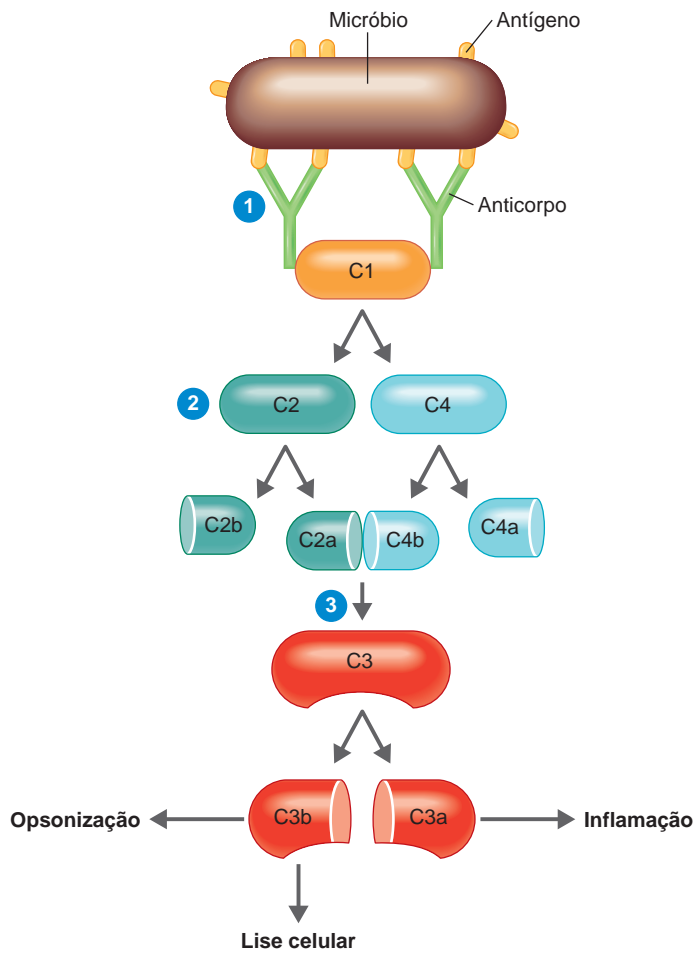 Micróbio
Antígeno
1
Anticorpo
C1
2
C2
C4
C2b
C2a
C4b
C4a
3
C3
Opsonização
C3b
C3a
Inflamação
Lise celular